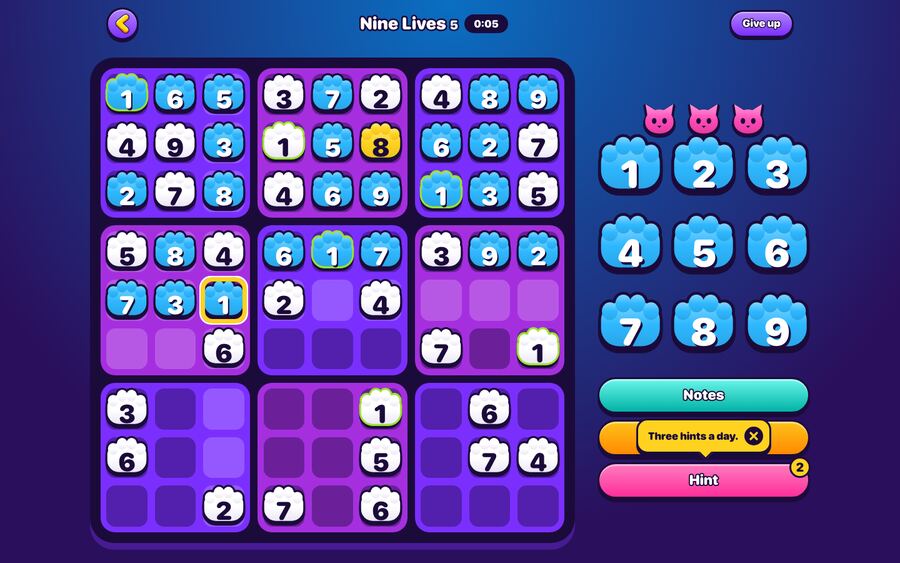 Nine Lives 5 0:05
Give up
1 6 5 3 7 2 4 8 9
4 9 3 1 5 8 6 2 7
2 7 8 4 6 9 1 3 5
5 8 4 6 1 7 3 9 2
7 3 1 2 4
6 7 1
3 1 6
6 5 7 4
2 7 6
1 2 3
4 5 6
7 8 9
Notes
Three hints a day.
Hint 2